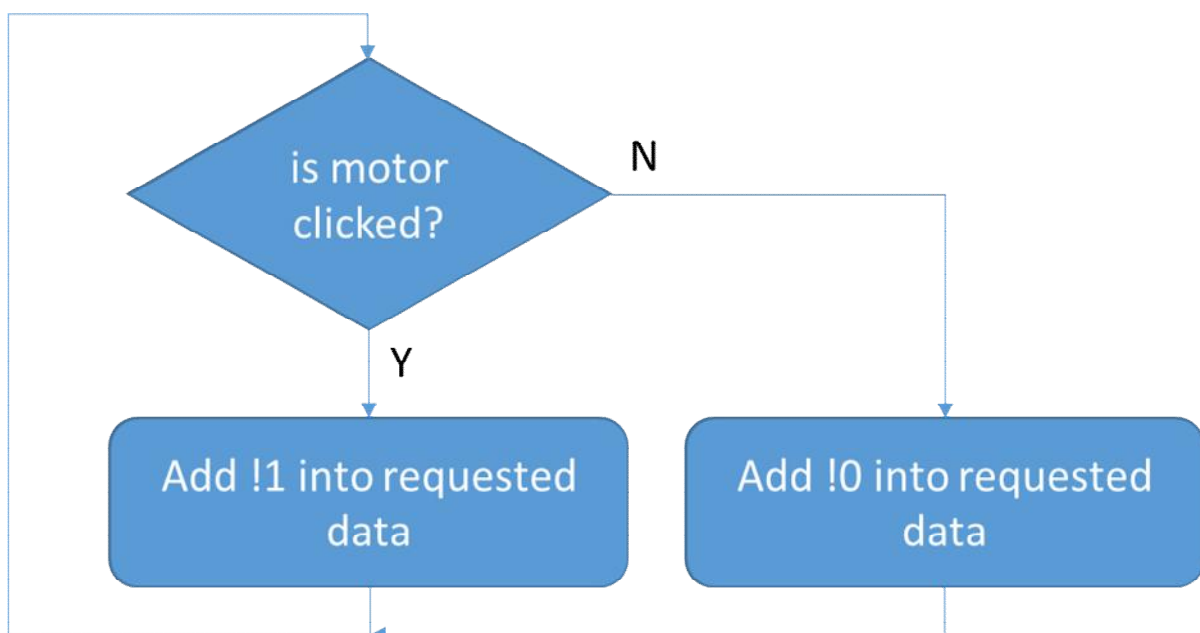 is motor
clicked?
N
Y
Add !1 into requested
data
Add !0 into requested
data